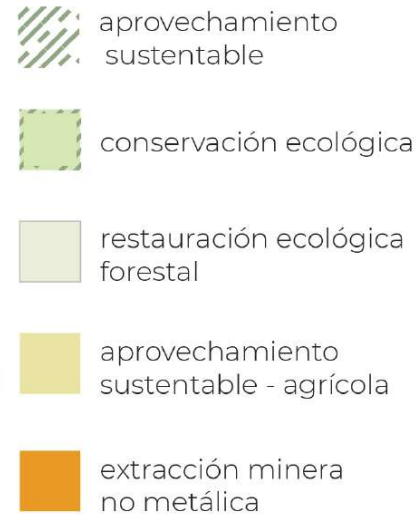 aprovechamiento
sustentable
conservación ecológica
restauración ecológica
forestal
aprovechamiento
sustentable - agrícola
extracción minera
no metálica